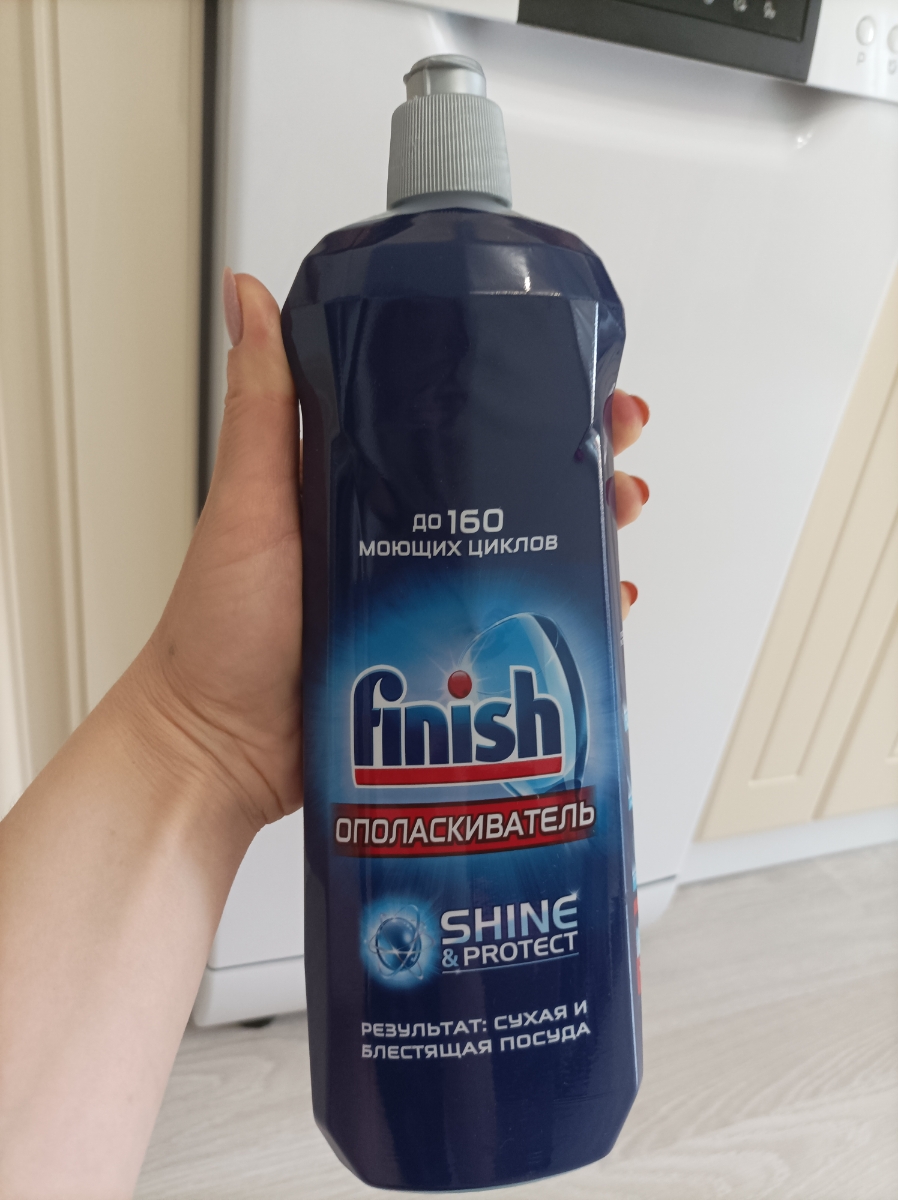 ДО 160
МОЮЩИХ ЦИКЛОВ
finish
ОПОЛАСКИВАТЕЛЬ
SHINE
& PROTECT
РЕЗУЛЬТАТ: СУХАЯ И
БЛЕСТЯЩАЯ ПОСУДА
P